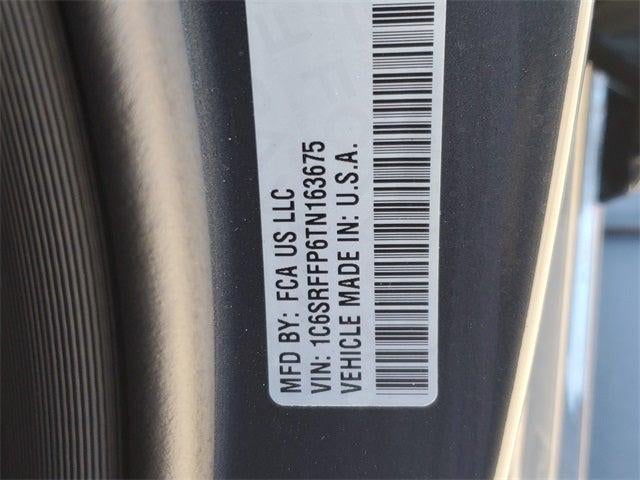 MFD BY: FCA US LLC
VIN: 1C6SRFFP6TN163675
VEHICLE MADE IN: U.S.A.